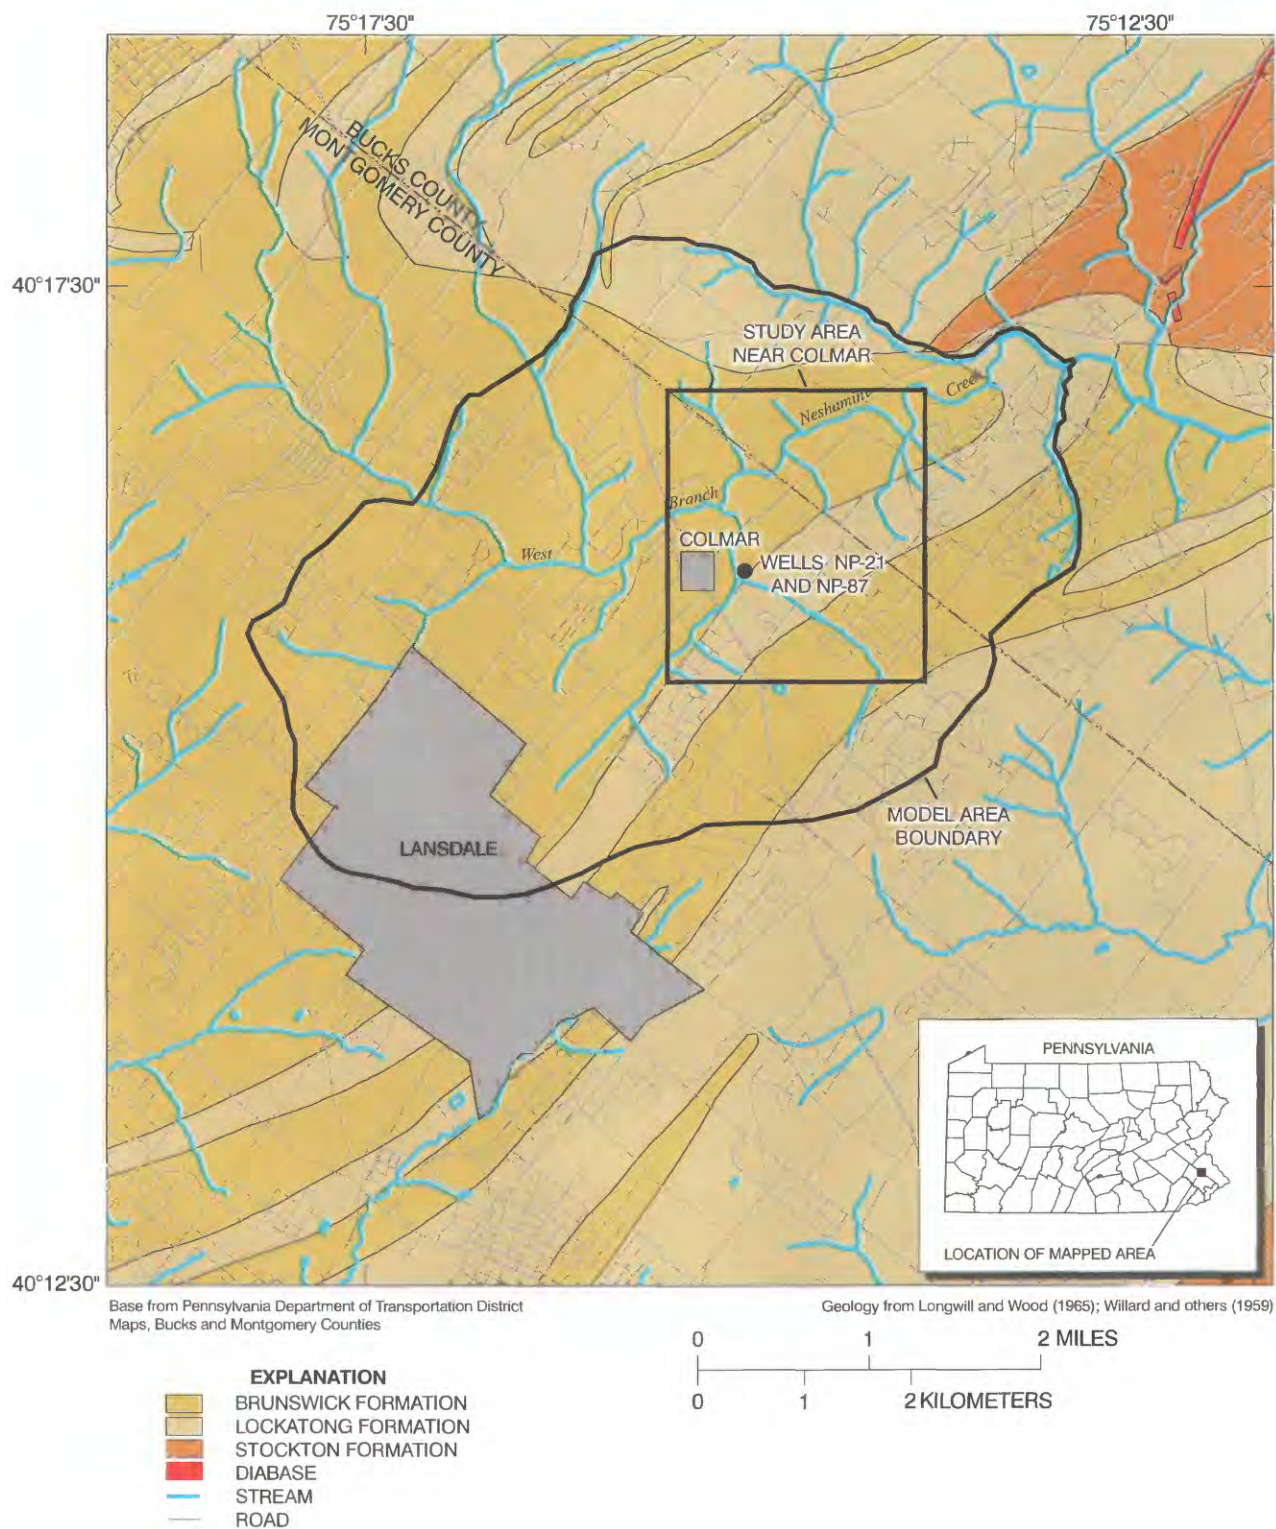 75°17'30"
75°12'30"
BUCKS COUNTY
MONTGOMERY COUNTY
40°17'30"
STUDY AREA
NEAR COLMAR
Creek
Neshaminy
Branch
COLMAR
West
WELLS NP-21
AND NP-87
MODEL AREA
BOUNDARY
LANSDALE
PENNSYLVANIA
LOCATION OF MAPPED AREA
40°12'30"
Base from Pennsylvania Department of Transportation District
Maps, Bucks and Montgomery Counties
Geology from Longwill and Wood (1965); Willard and others (1959)
0 1 2 MILES
0 1 2 KILOMETERS
EXPLANATION
BRUNSWICK FORMATION
LOCKATONG FORMATION
STOCKTON FORMATION
DIABASE
STREAM
ROAD